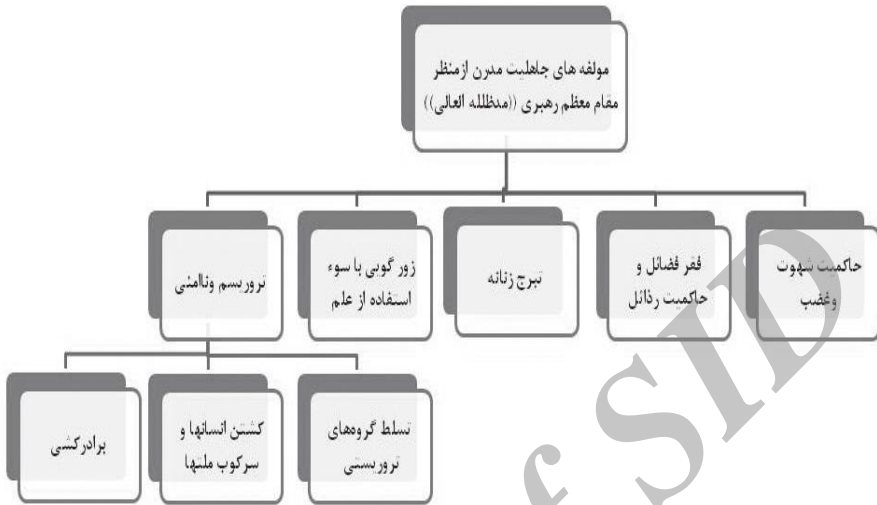 مولفه های جاهلیت مدرن ازمنظر
مقام معظم رهبری ((مدظلله العالی))
حاکمیت شهوت
وغضب
فقر فضائل و
حاکمیت رذائل
تبرج زنانه
زور گویی با سوء
استفاده از علم
تروریسم وناامنی
تسلط گروههای
تروریستی
کشتن انسانها و
سرکوب ملتها
برادرکشی
of SID